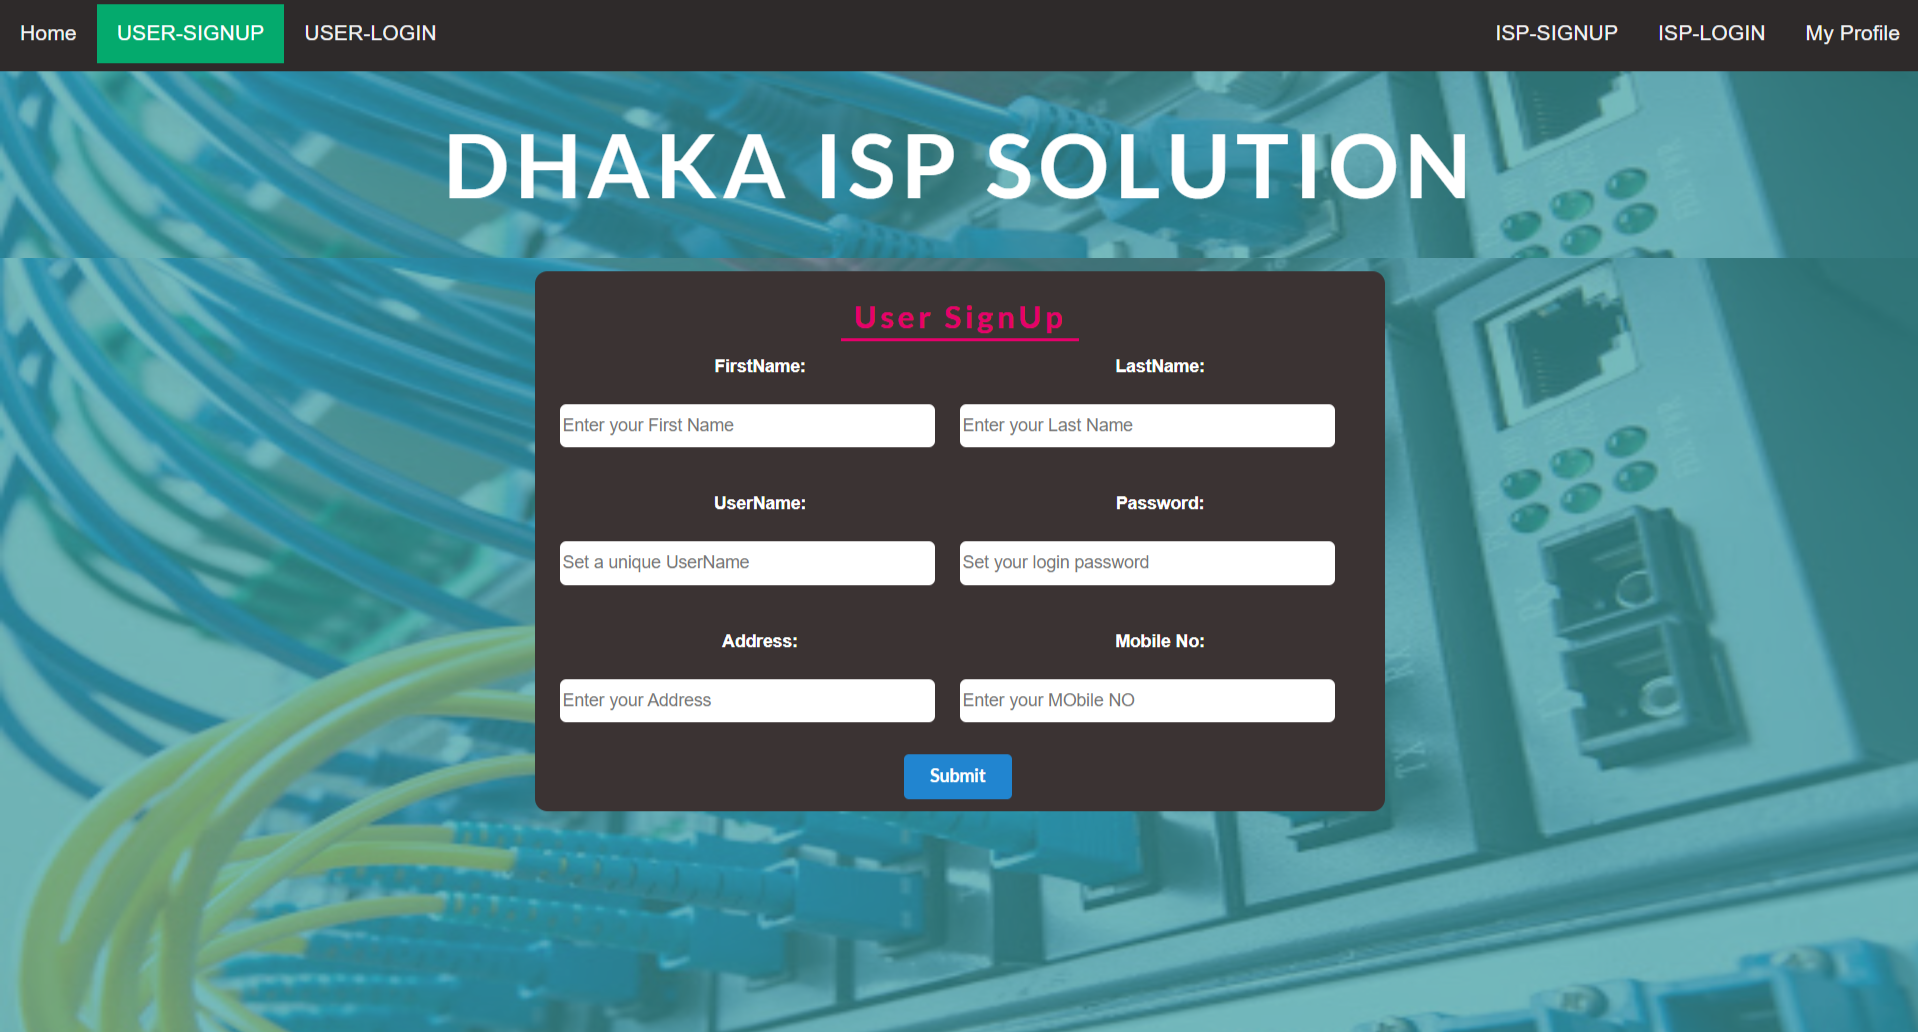 Home USER-SIGNUP USER-LOGIN ISP-SIGNUP ISP-LOGIN My Profile
DHAKA ISP SOLUTION
User SignUp
FirstName: LastName:
Enter your First Name Enter your Last Name
UserName: Password:
Set a unique UserName Set your login password
Address: Mobile No:
Enter your Address Enter your MObile NO
Submit
TX